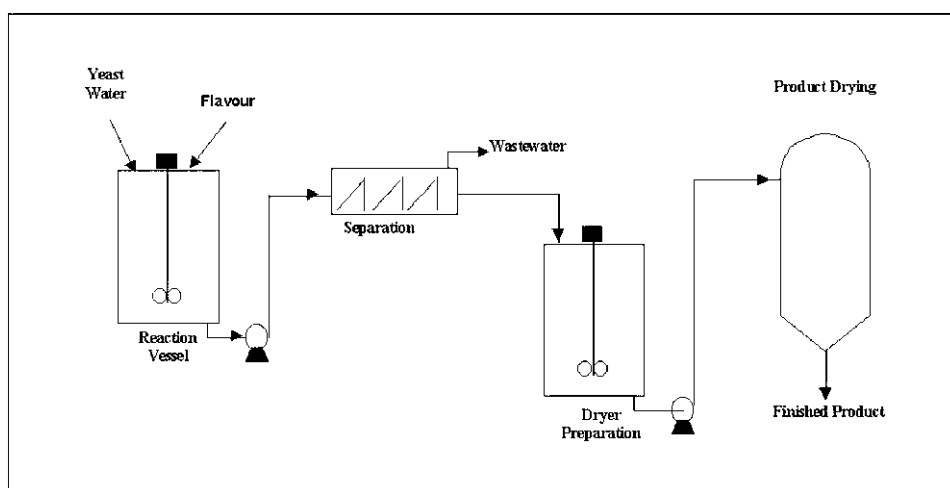 Yeast
Water
Flavour
Product Drying
Wastewater
Separation
Reaction
Vessel
Dryer
Preparation
Finished Product